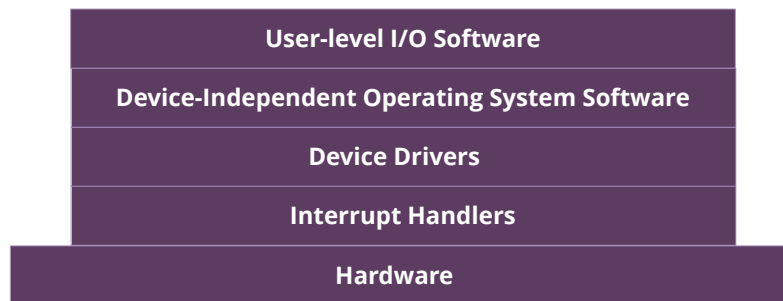 User-level I/O Software
Device-Independent Operating System Software
Device Drivers
Interrupt Handlers
Hardware